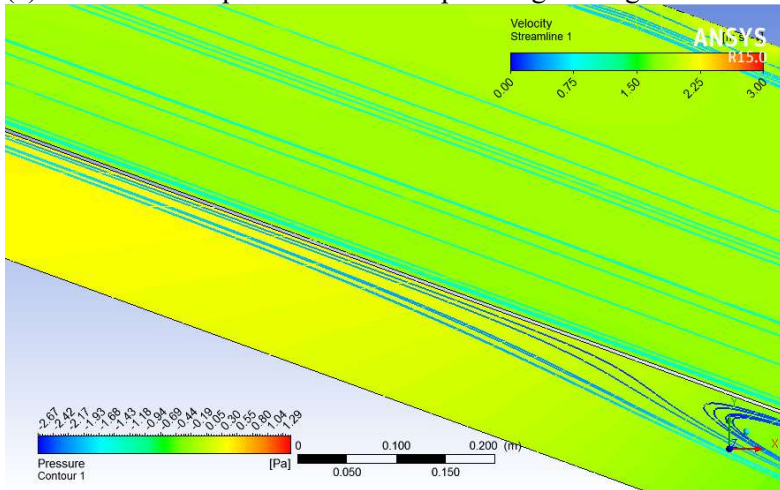 Velocity
Streamline 1
ANSYS
R15.0
0.00
0.75
1.50
2.25
3.00
-2.67
-2.42
-2.17
-1.93
-1.68
-1.43
-1.18
-0.94
-0.69
-0.44
-0.19
0.05
0.30
0.55
0.80
1.04
1.29
Pressure
Contour 1
[Pa]
0 0.100 0.200 (m)
0.050 0.150
Y
Z
X